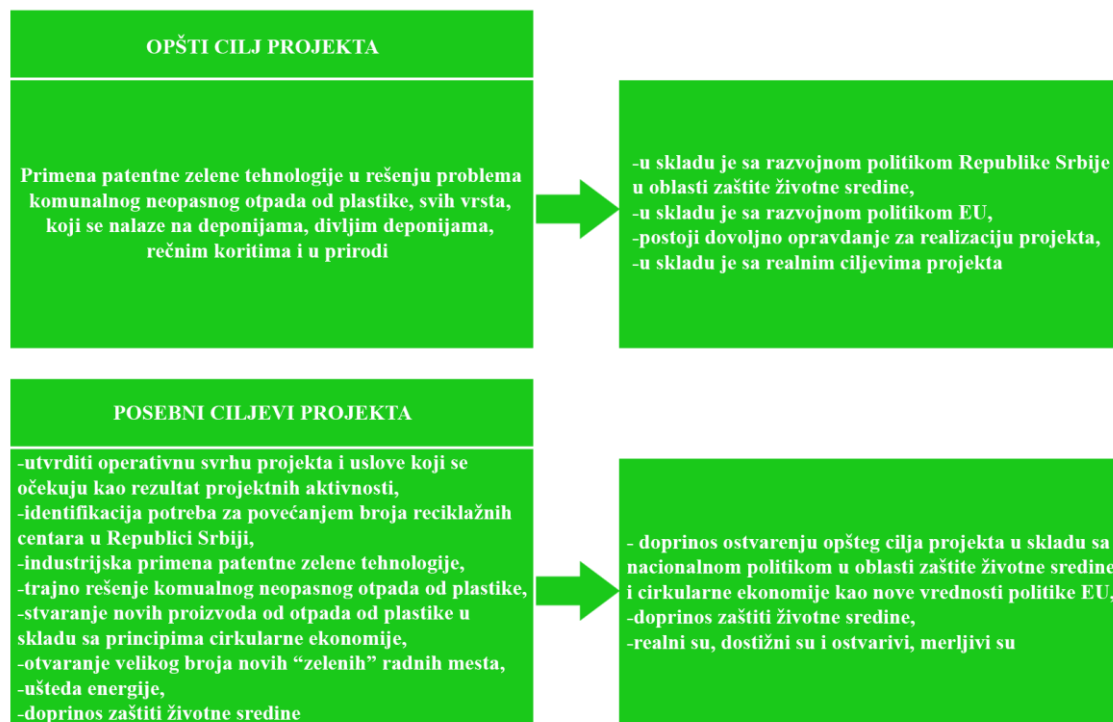 OPŠTI CILJ PROJEKTA
Primena patentne zelene tehnologije u rešenju problema
komunalnog neopasnog otpada od plastike, svih vrsta,
koji se nalaze na deponijama, divljim deponijama,
rečnim koritima i u prirodi
-u skladu je sa razvojnom politikom Republike Srbije
u oblasti zaštite životne sredine,
-u skladu je sa razvojnom politikom EU,
-postoji dovoljno opravdanje za realizaciju projekta,
-u skladu je sa realnim ciljevima projekta
POSEBNI CILJEVI PROJEKTA
-utvrditi operativnu svrhu projekta i uslove koji se
očekuju kao rezultat projektnih aktivnosti,
-identifikacija potreba za povećanjem broja reciklažnih
centara u Republici Srbiji,
-industrijska primena patentne zelene tehnologije,
-trajno rešenje komualnog neopasnog otpada od plastike,
-stvaranje novih proizvoda od otpada od plastike u
skladu sa principima cirkularne ekonomije,
-otvaranje velikog broja novih “zelenih” radnih mesta,
-ušteda energije,
-doprinos zaštiti životne sredine
- doprinos ostvarenju opšteg cilja projekta u skladu sa
nacionalnom politikom u oblasti zaštite životne sredine
i cirkularne ekonomije kao nove vrednosti politike EU,
-doprinos zaštiti životne sredine,
-realni su, dostižni su i ostvarivi, merljivi su